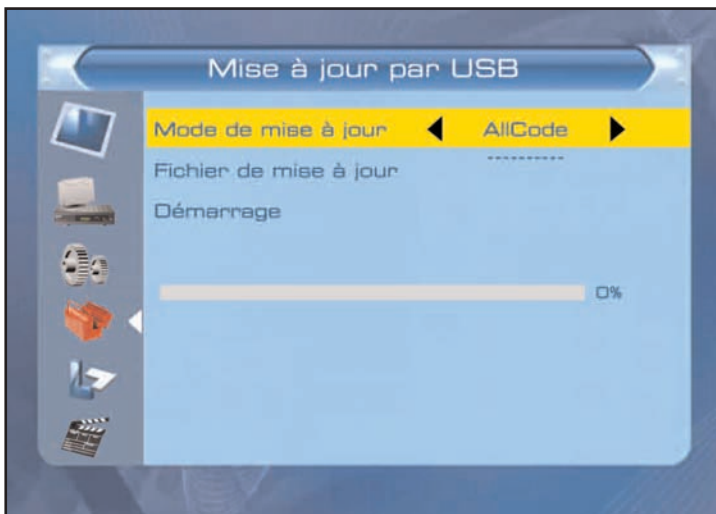 Mise à jour par USB
Mode de mise à jour AllCode
Fichier de mise à jour ----------
Démarrage
0%